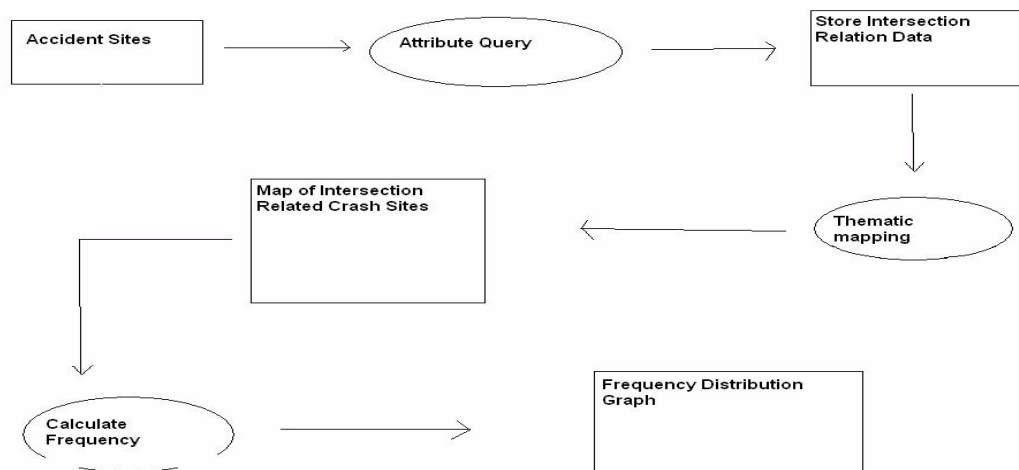 Accident Sites
Attribute Query
Store Intersection
Relation Data
Thematic
mapping
Map of Intersection
Related Crash Sites
Calculate
Frequency
Frequency Distribution
Graph